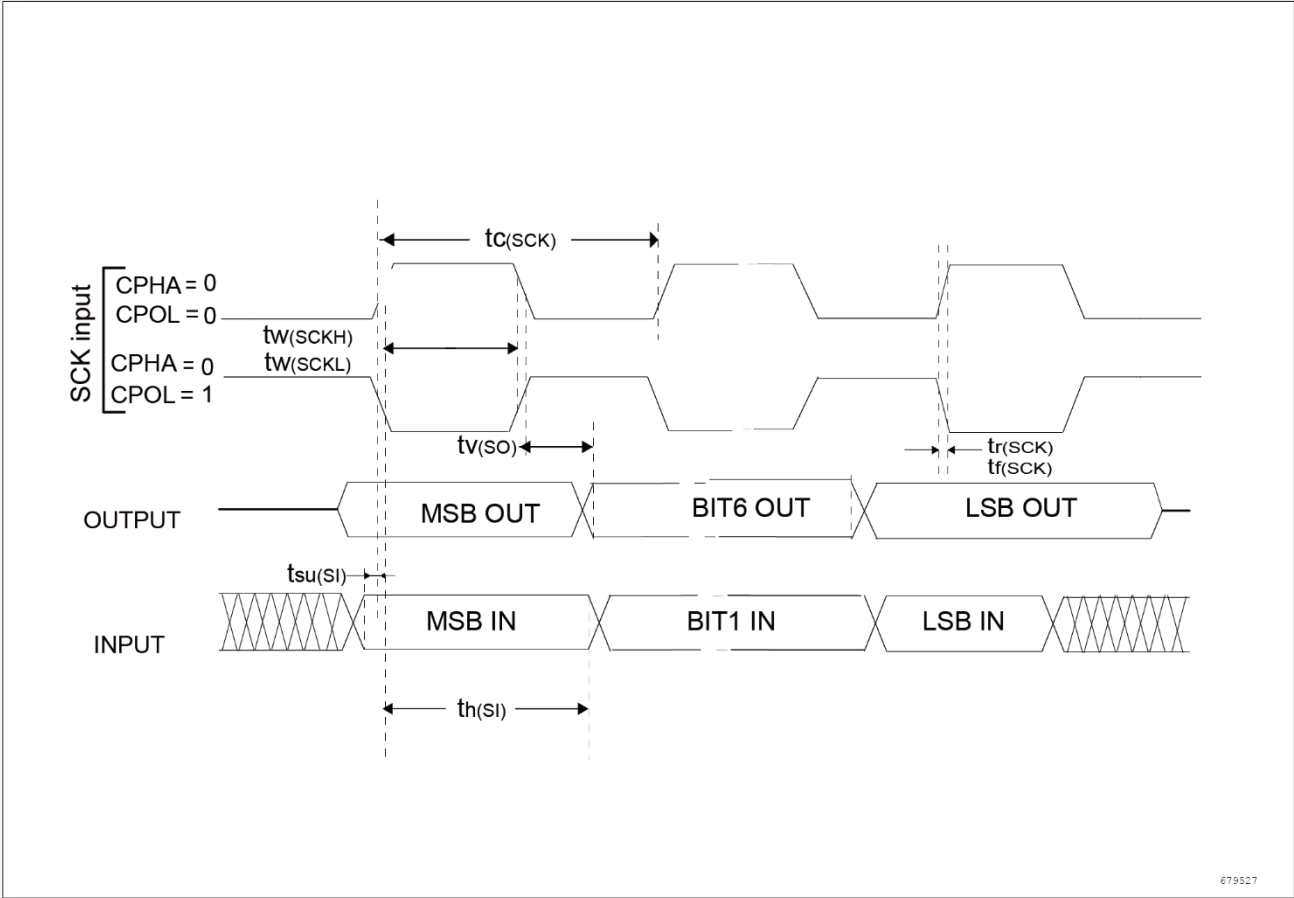 tc(SCK)
SCK input
CPHA = 0
CPOL = 0
tw(SCKH)
tw(SCKL)
CPHA = 0
CPOL = 1
tv(SO)
tr(SCK)
tf(SCK)
OUTPUT
MSB OUT
BIT6 OUT
LSB OUT
tsu(SI)
INPUT
MSB IN
BIT1 IN
LSB IN
th(SI)
679527